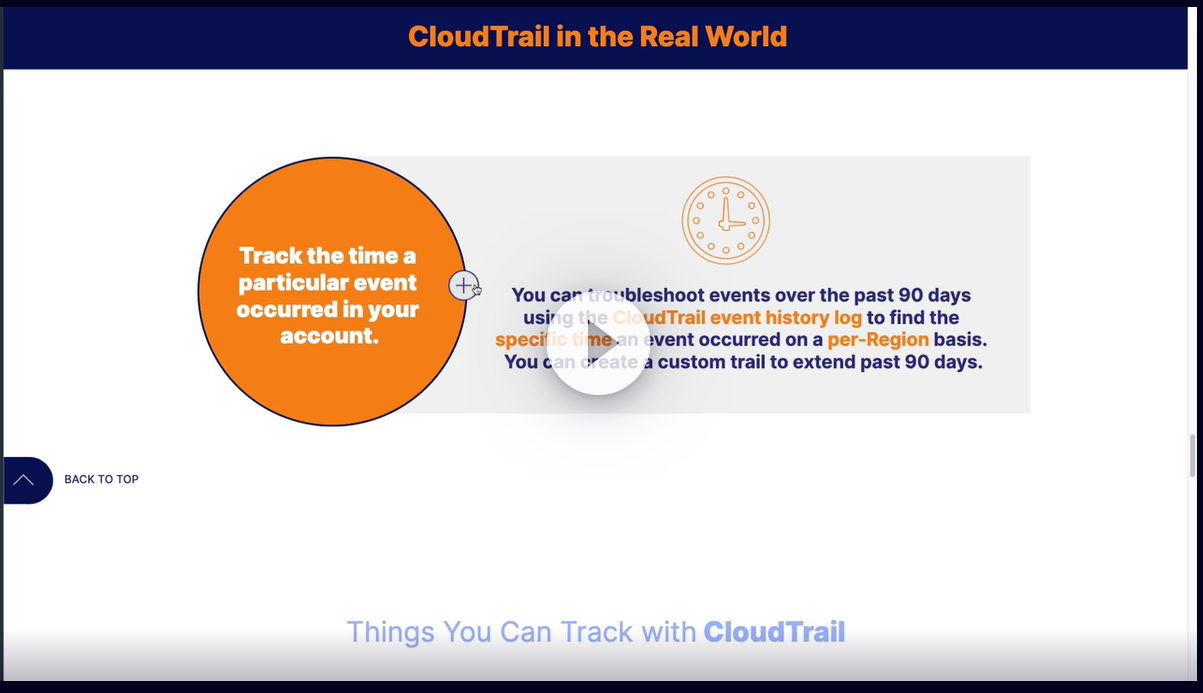 CloudTrail in the Real World
Track the time a
particular event
occurred in your
account.
You can troubleshoot events over the past 90 days
using the CloudTrail event history log to find the
specific time an event occurred on a per-Region basis.
You can create a custom trail to extend past 90 days.
BACK TO TOP
Things You Can Track with CloudTrail